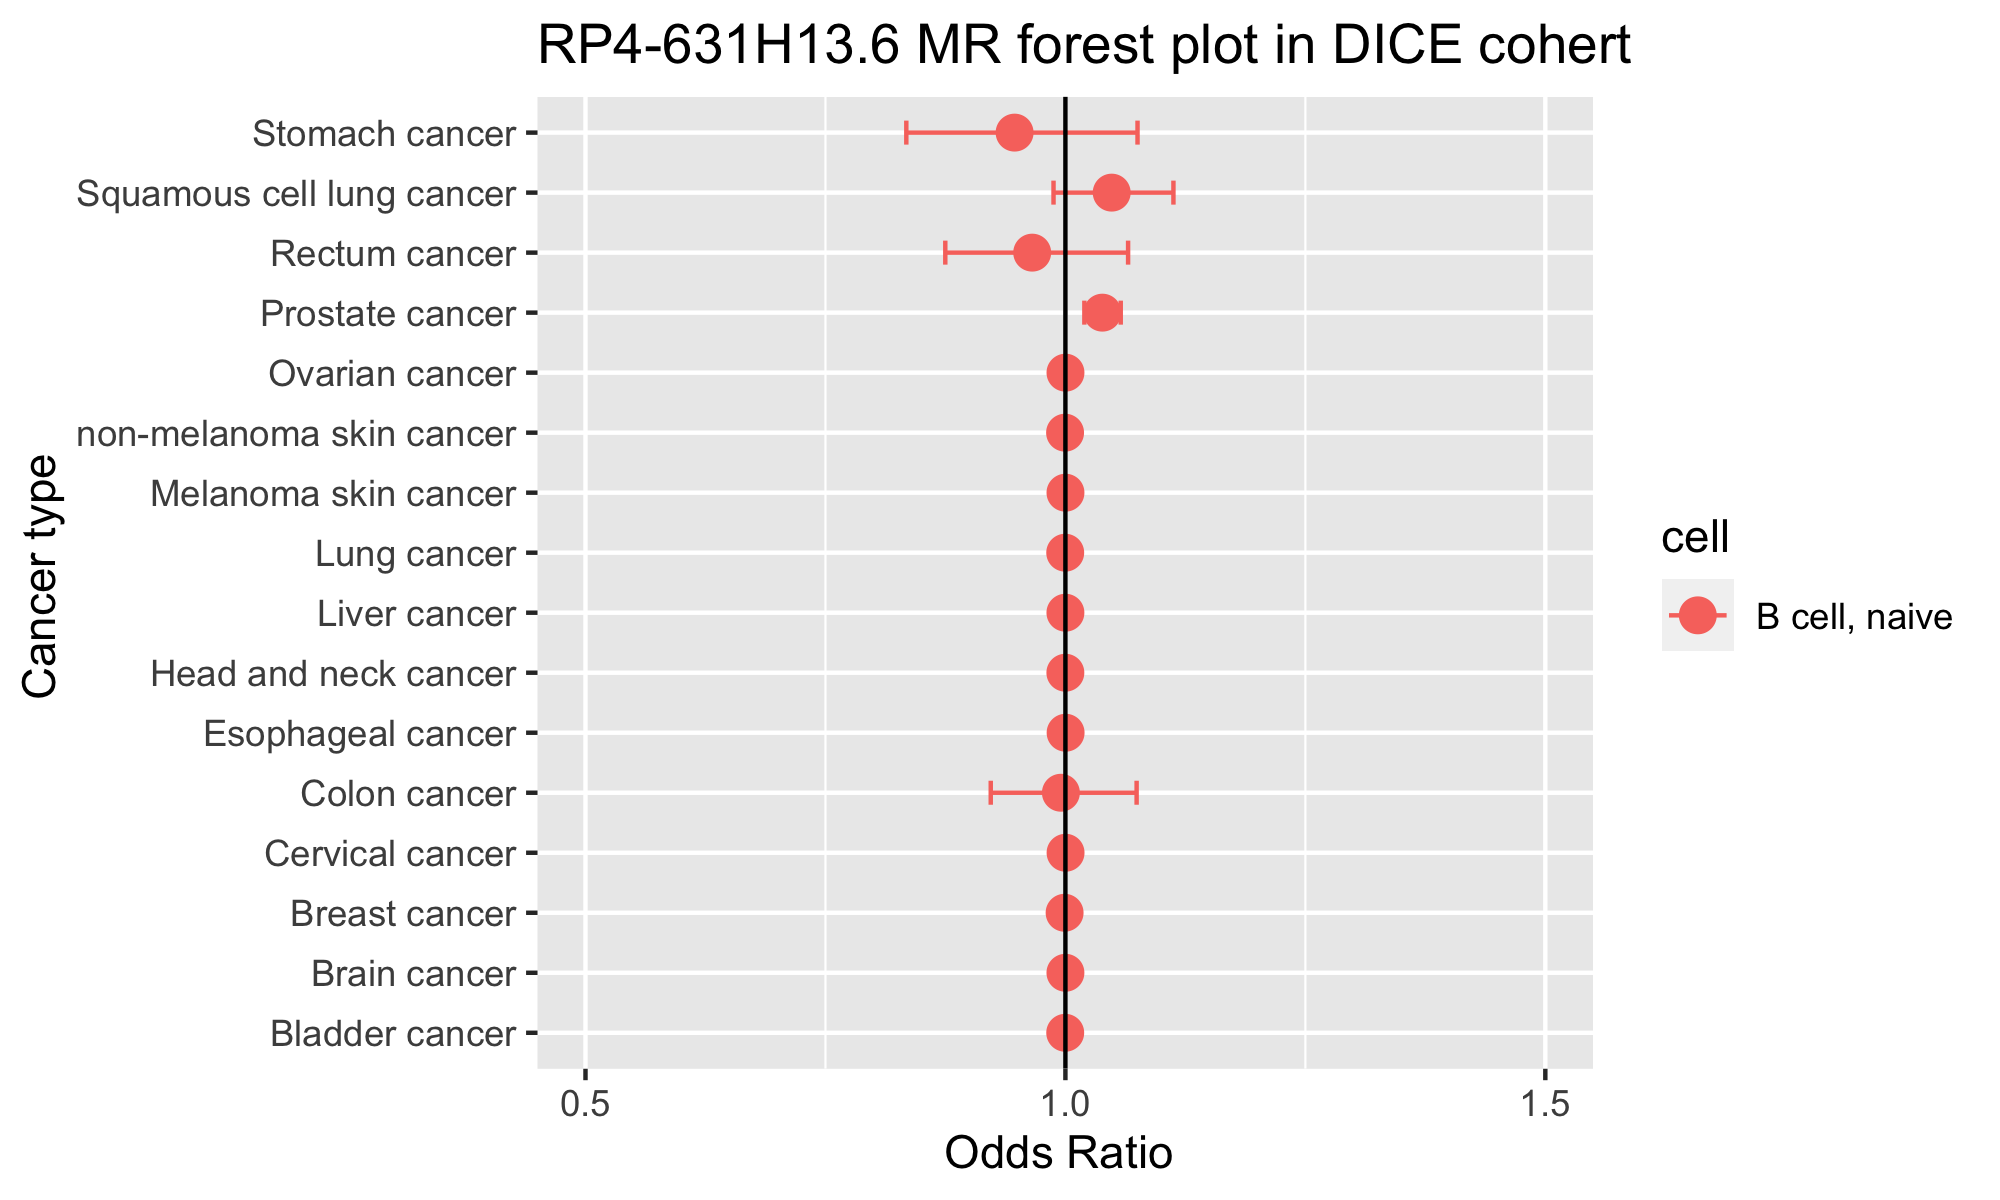 RP4-631H13.6 MR forest plot in DICE cohert
Stomach cancer
Squamous cell lung cancer
Rectum cancer
Prostate cancer
Ovarian cancer
non-melanoma skin cancer
Melanoma skin cancer
Lung cancer
Liver cancer
Head and neck cancer
Esophageal cancer
Colon cancer
Cervical cancer
Breast cancer
Brain cancer
Bladder cancer
Cancer type
0.5 1.0 1.5
Odds Ratio
cell
B cell, naive